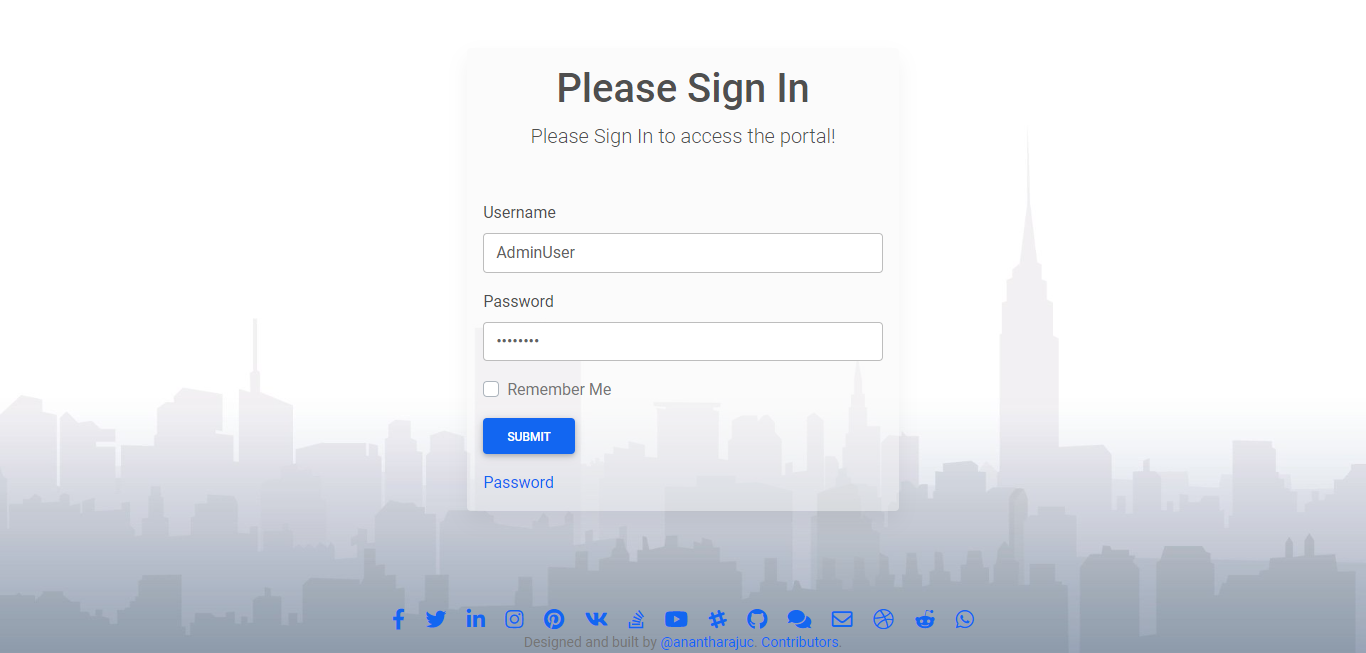 Please Sign In
Please Sign In to access the portal!
Username
AdminUser
Password
••••••••
Remember Me
SUBMIT
Password
Designed and built by @anantharajuc. Contributors.